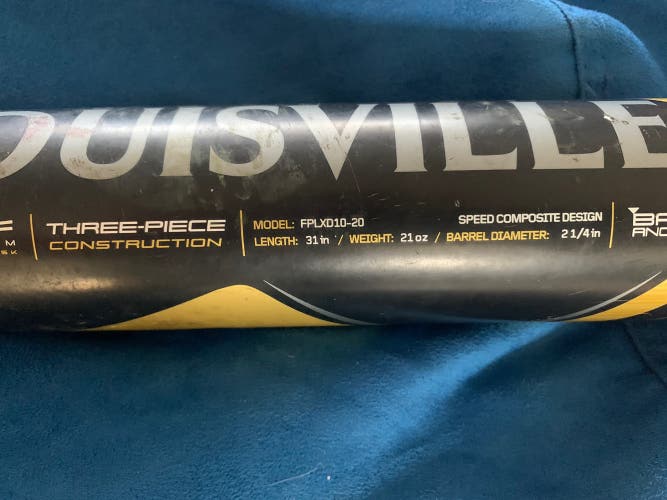 OUISVILLE
THREE-PIECE
CONSTRUCTION
MODEL: FPLXD10-20
LENGTH: 31 in / WEIGHT: 21 oz / BARREL DIAMETER: 2 1/4 in
SPEED COMPOSITE DESIGN